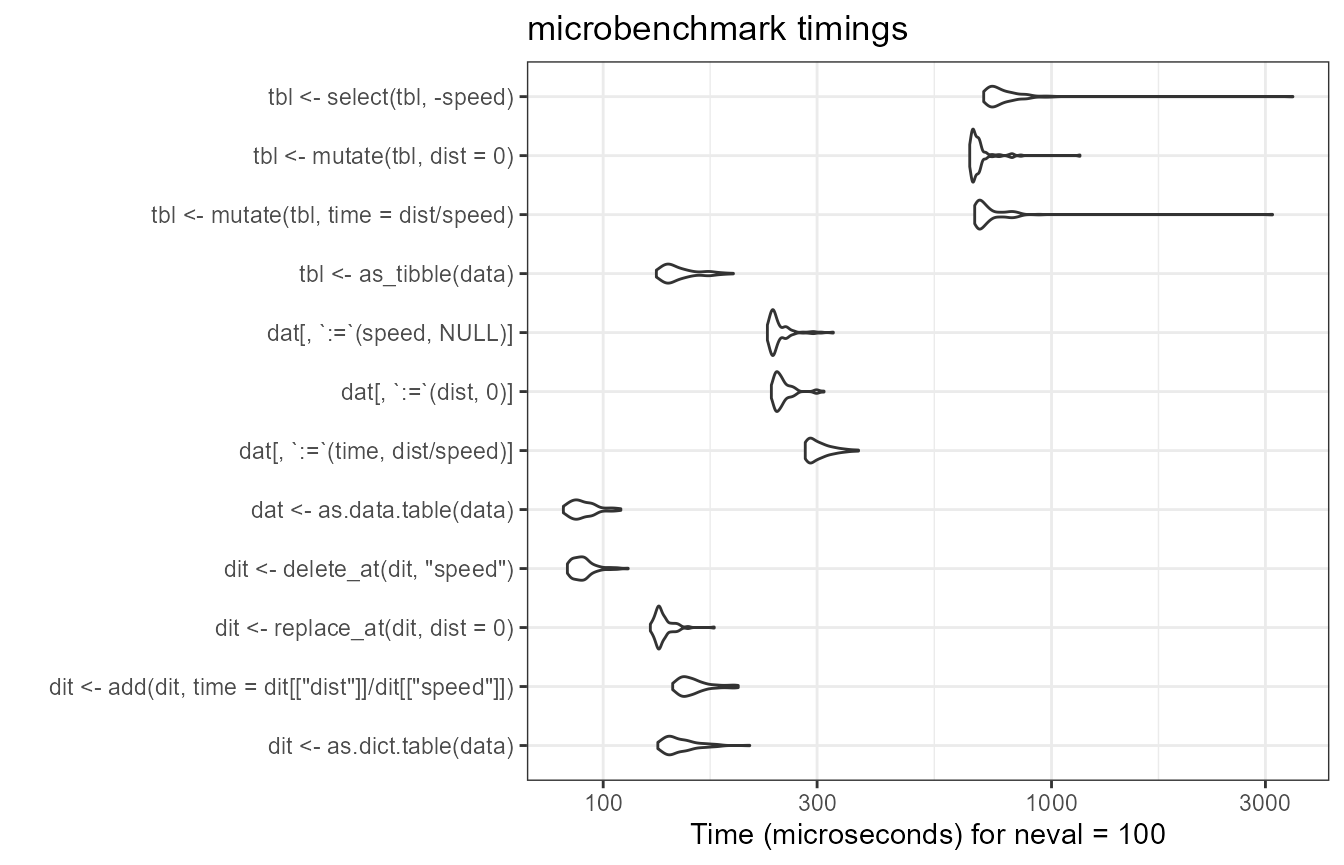 microbenchmark timings
tbl <- select(tbl, -speed)
tbl <- mutate(tbl, dist = 0)
tbl <- mutate(tbl, time = dist/speed)
tbl <- as_tibble(data)
dat[, `:=`(speed, NULL)]
dat[, `:=`(dist, 0)]
dat[, `:=`(time, dist/speed)]
dat <- as.data.table(data)
dit <- delete_at(dit, "speed")
dit <- replace_at(dit, dist = 0)
dit <- add(dit, time = dit[["dist"]]/dit[["speed"]])
dit <- as.dict.table(data)
100 300 1000 3000
Time (microseconds) for neval = 100